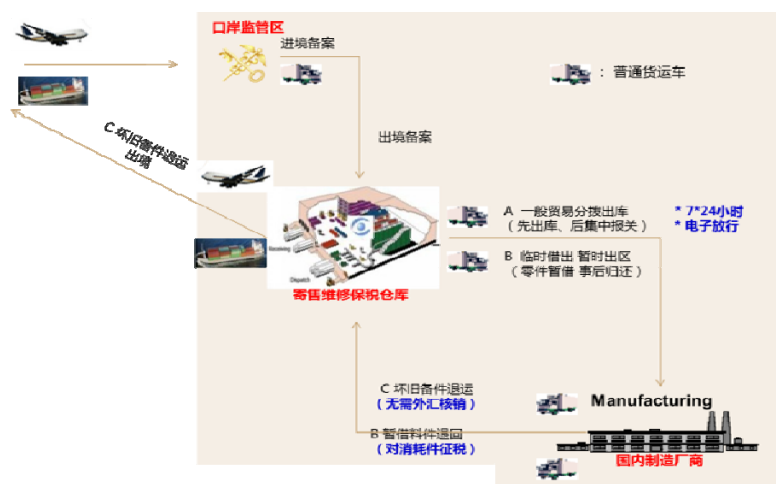 口岸监管区
进境备案
： 普通货运车
出境备案
C 坏旧备件退运
出境
A 一般贸易分拨出库
（先出库、后集中报关）
* 7*24小时
* 电子放行
B 临时借出 暂时出区
（零件暂借 事后归还）
Receiving
Dispatch
寄售维修保税仓库
C 坏旧备件退运
（无需外汇核销）
Manufacturing
B 暂借料件退回
（对消耗件征税）
国内制造厂商